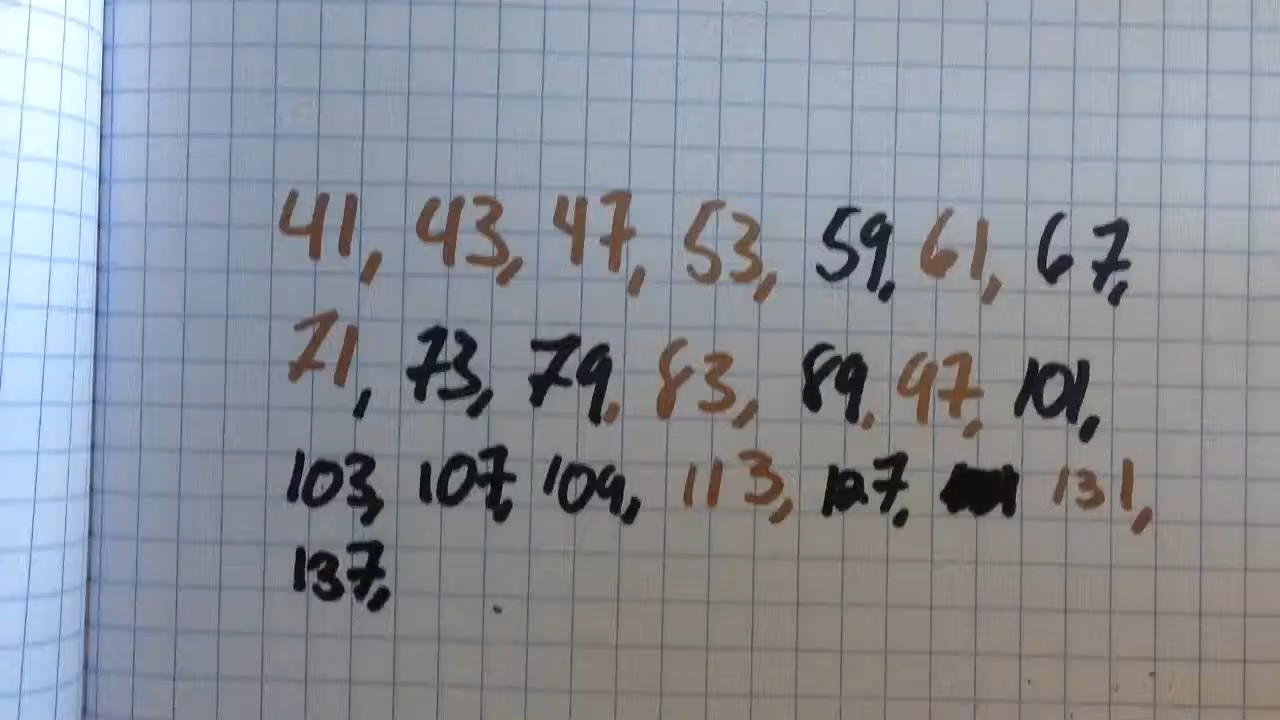 41, 43, 47, 53, 59, 61, 67,
71, 73, 79, 83, 89, 97, 101,
103, 107, 109, 113, 127, 131,
137,